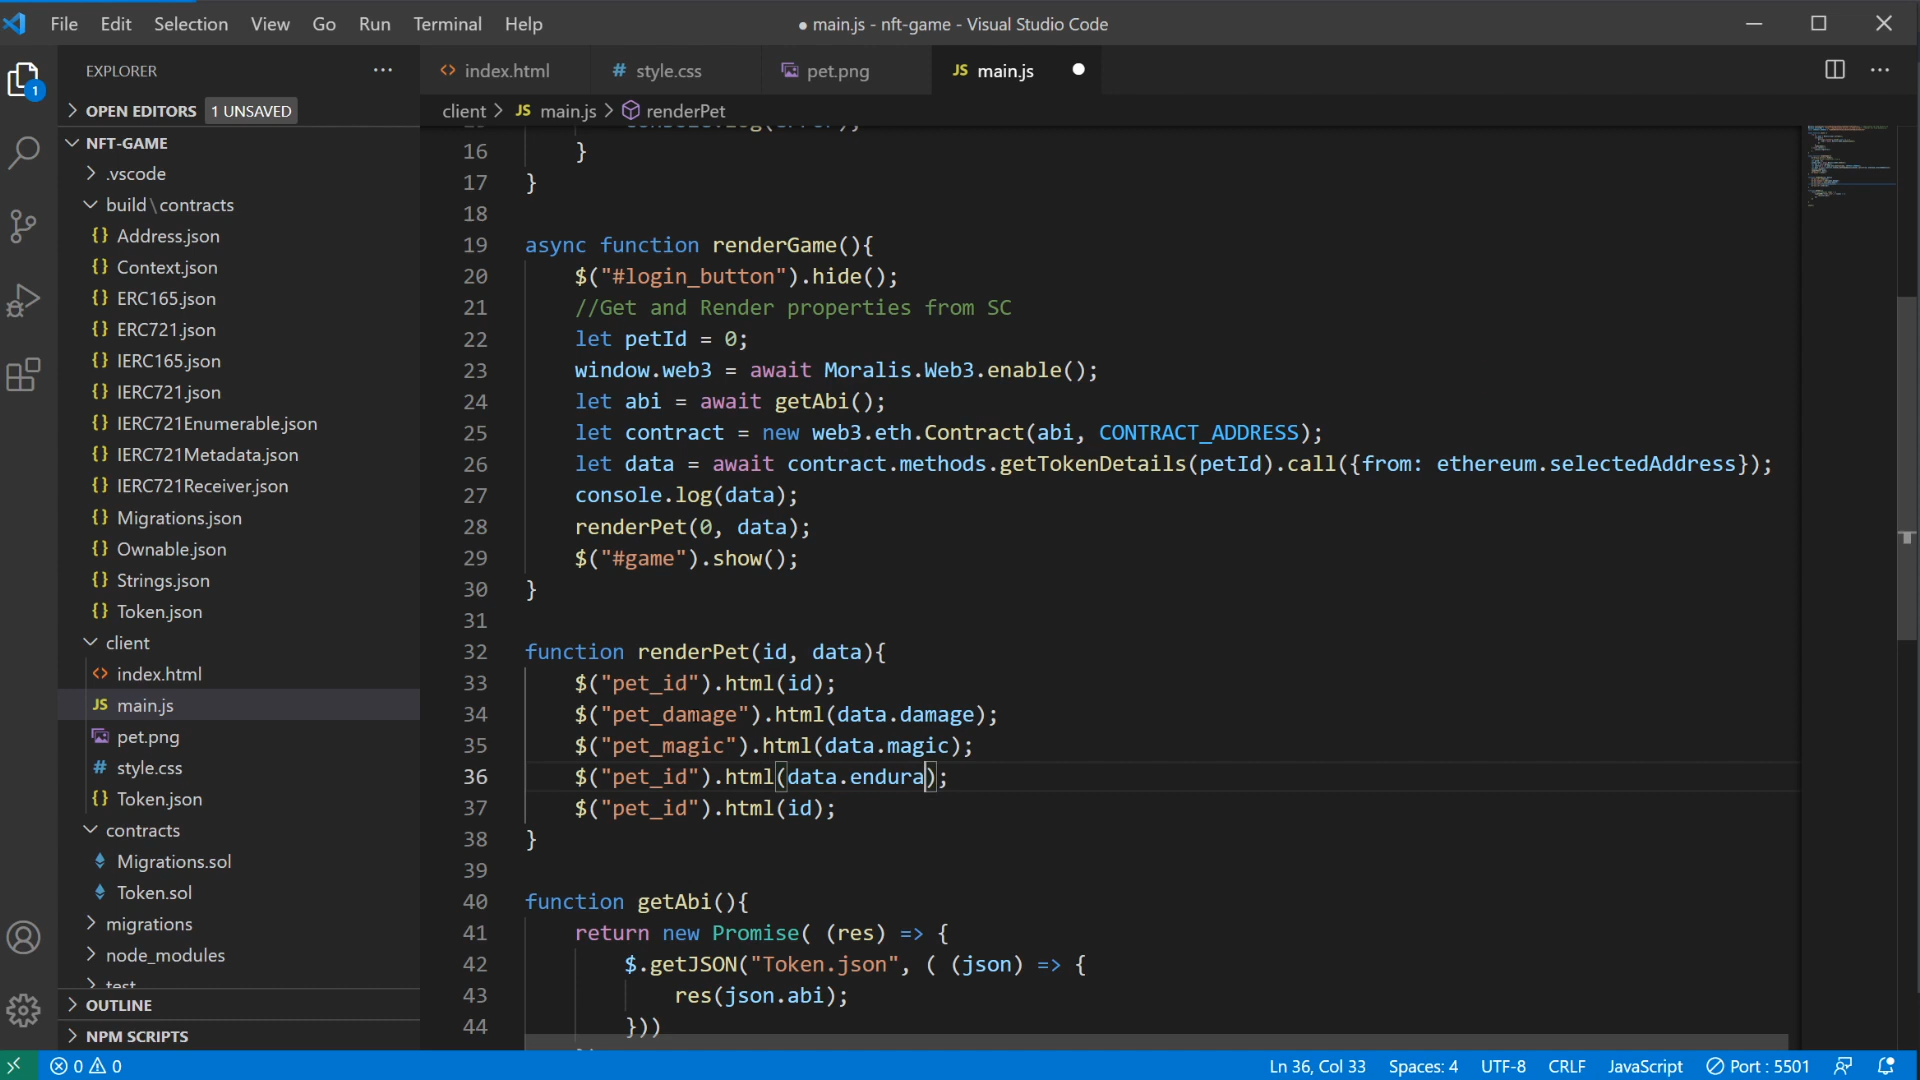 File Edit Selection View Go Run Terminal Help
● main.js - nft-game - Visual Studio Code
EXPLORER
index.html
# style.css
pet.png
JS main.js
1
OPEN EDITORS 1 UNSAVED
client > JS main.js > renderPet
NFT-GAME
.vscode
build\contracts
{} Address.json
{} Context.json
{} ERC165.json
{} ERC721.json
{} IERC165.json
{} IERC721.json
{} IERC721Enumerable.json
{} IERC721Metadata.json
{} IERC721Receiver.json
{} Migrations.json
{} Ownable.json
{} Strings.json
{} Token.json
client
<> index.html
JS main.js
pet.png
# style.css
{} Token.json
contracts
Migrations.sol
Token.sol
migrations
node_modules
test
OUTLINE
NPM SCRIPTS
16 }
17 }
18
19 async function renderGame(){
20 $("#login_button").hide();
21 //Get and Render properties from SC
22 let petId = 0;
23 window.web3 = await Moralis.Web3.enable();
24 let abi = await getAbi();
25 let contract = new web3.eth.Contract(abi, CONTRACT_ADDRESS);
26 let data = await contract.methods.getTokenDetails(petId).call({from: ethereum.selectedAddress});
27 console.log(data);
28 renderPet(0, data);
29 $("#game").show();
30 }
31
32 function renderPet(id, data){
33 $("pet_id").html(id);
34 $("pet_damage").html(data.damage);
35 $("pet_magic").html(data.magic);
36 $("pet_id").html(data.endura);
37 $("pet_id").html(id);
38 }
39
40 function getAbi(){
41 return new Promise( (res) => {
42 $.getJSON("Token.json", ( (json) => {
43 res(json.abi);
44 }))
0 0
Ln 36, Col 33 Spaces: 4 UTF-8 CRLF JavaScript Port : 5501